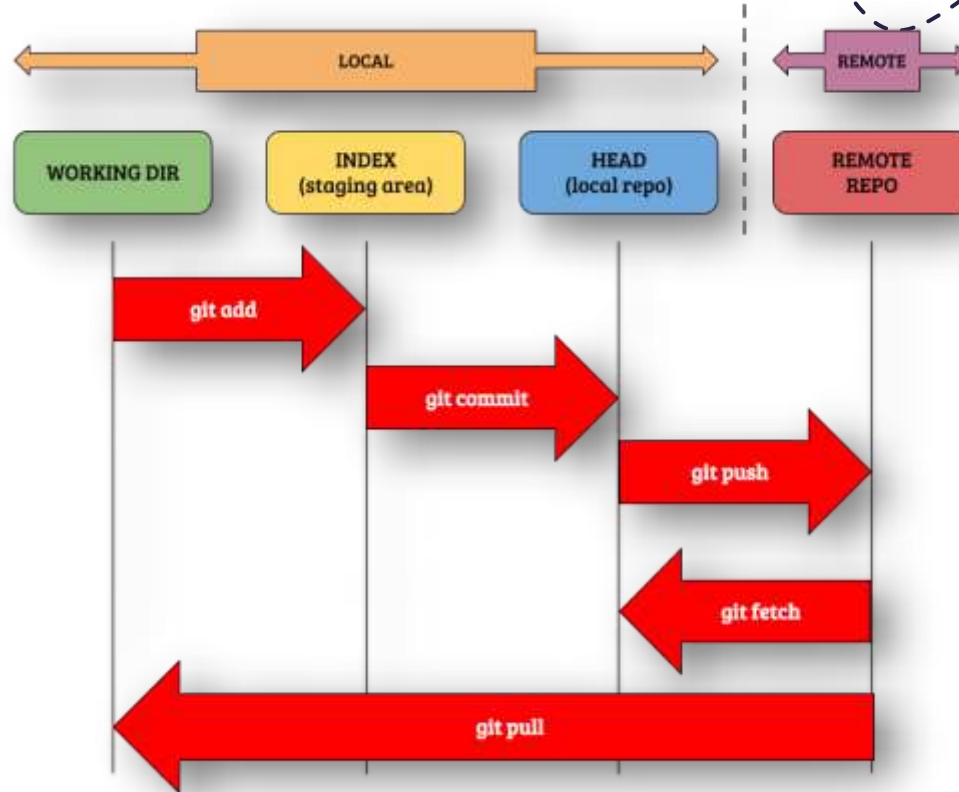 LOCAL
REMOTE
WORKING DIR
INDEX
(staging area)
HEAD
(local repo)
REMOTE
REPO
git add
git commit
git push
git fetch
git pull